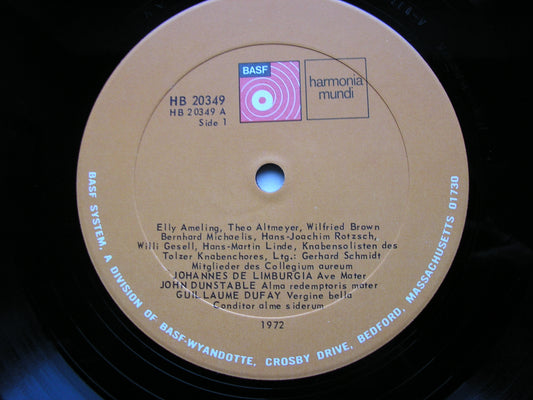 BASF
harmonia
mundi
HB 20349
HB 20349 A
Side 1
Elly Ameling, Theo Altmeyer, Wilfried Brown
Bernhard Michaelis, Hans-Joachim Rotzsch,
Willi Gesell, Hans-Martin Linde, Knabensolisten des
Tolzer Knabenchores, Ltg.: Gerhard Schmidt
Mitglieder des Collegium aureum
JOHANNES DE LIMBURGIA Ave Mater
JOHN DUNSTABLE Alma redemptoris mater
GUILLAUME DUFAY Vergine bella
Conditor alme siderum
1972
BASF SYSTEM, A DIVISION OF BASF-WYANDOTTE, CROSBY DRIVE, BEDFORD, MASSACHUSETTS 01730